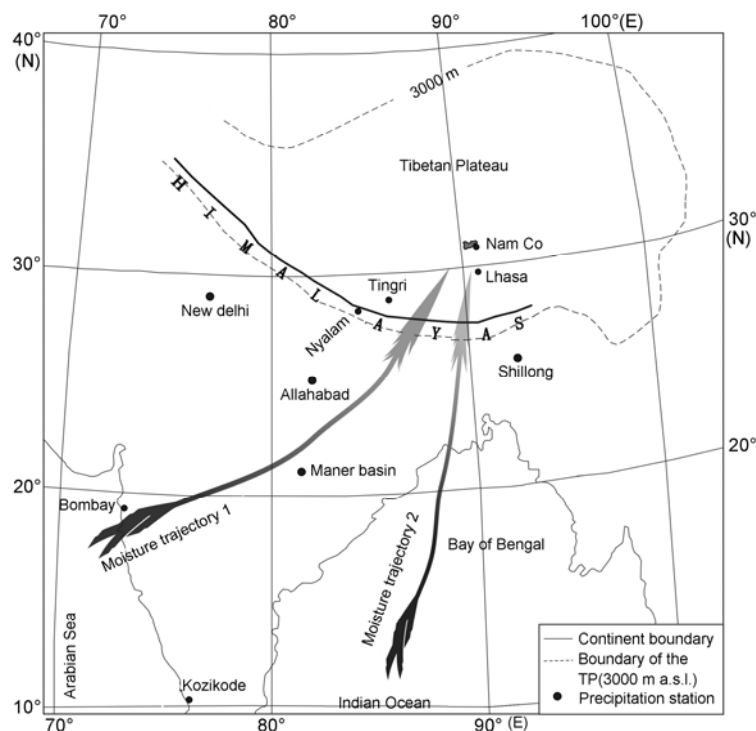 70° 80° 90° 100°(E)
40°
(N)
3000 m
Tibetan Plateau
HIMALAYAS
30°
(N)
Nam Co
30°
Tingri
Lhasa
New delhi
Nyalam
Shillong
Allahabad
20°
Maner basin
20°
Bombay
Moisture trajectory 1
Moisture trajectory 2
Bay of Bengal
Arabian Sea
Continent boundary
Boundary of the
TP(3000 m a.s.l.)
Precipitation station
Kozikode
Indian Ocean
10°
70° 80° 90° (E)